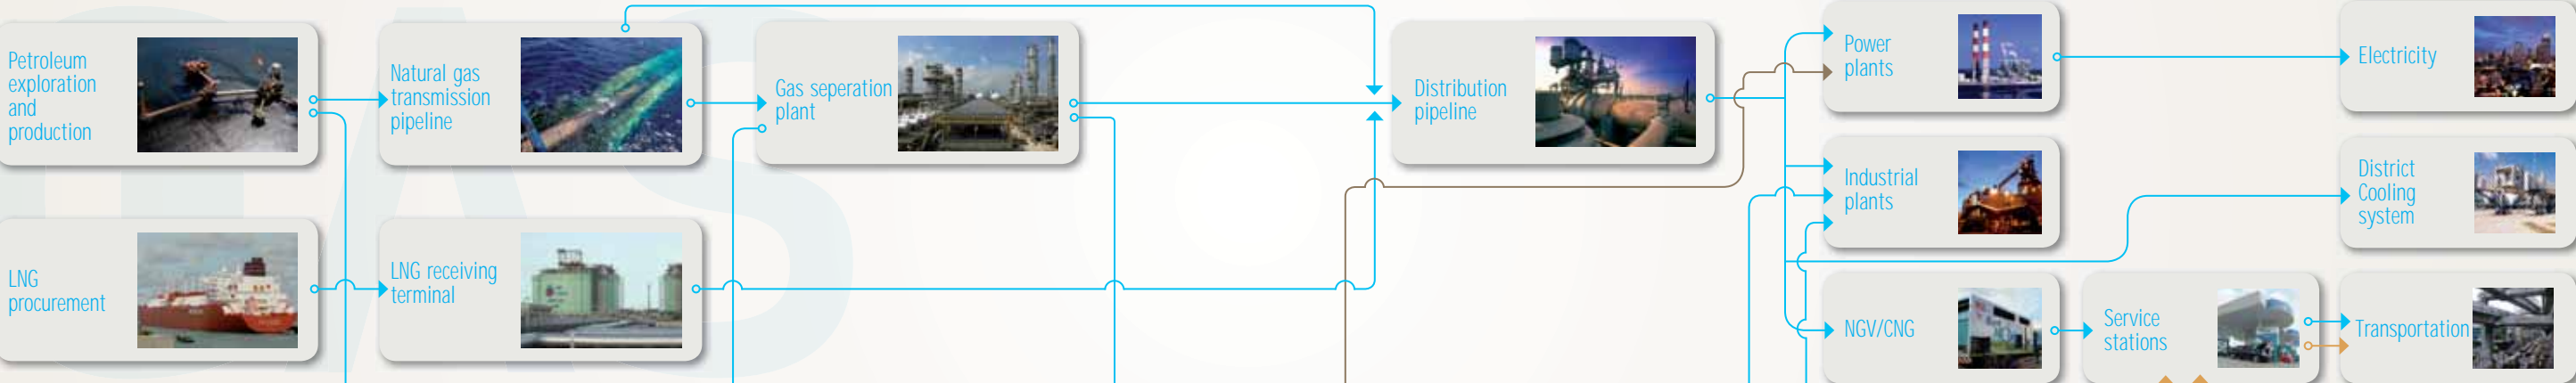 Petroleum
exploration
and
production
Natural gas
transmission
pipeline
Gas seperation
plant
Distribution
pipeline
Power
plants
Electricity
Industrial
plants
District
Cooling
system
LNG
procurement
LNG receiving
terminal
NGV/CNG
Service
stations
Transportation
GAS